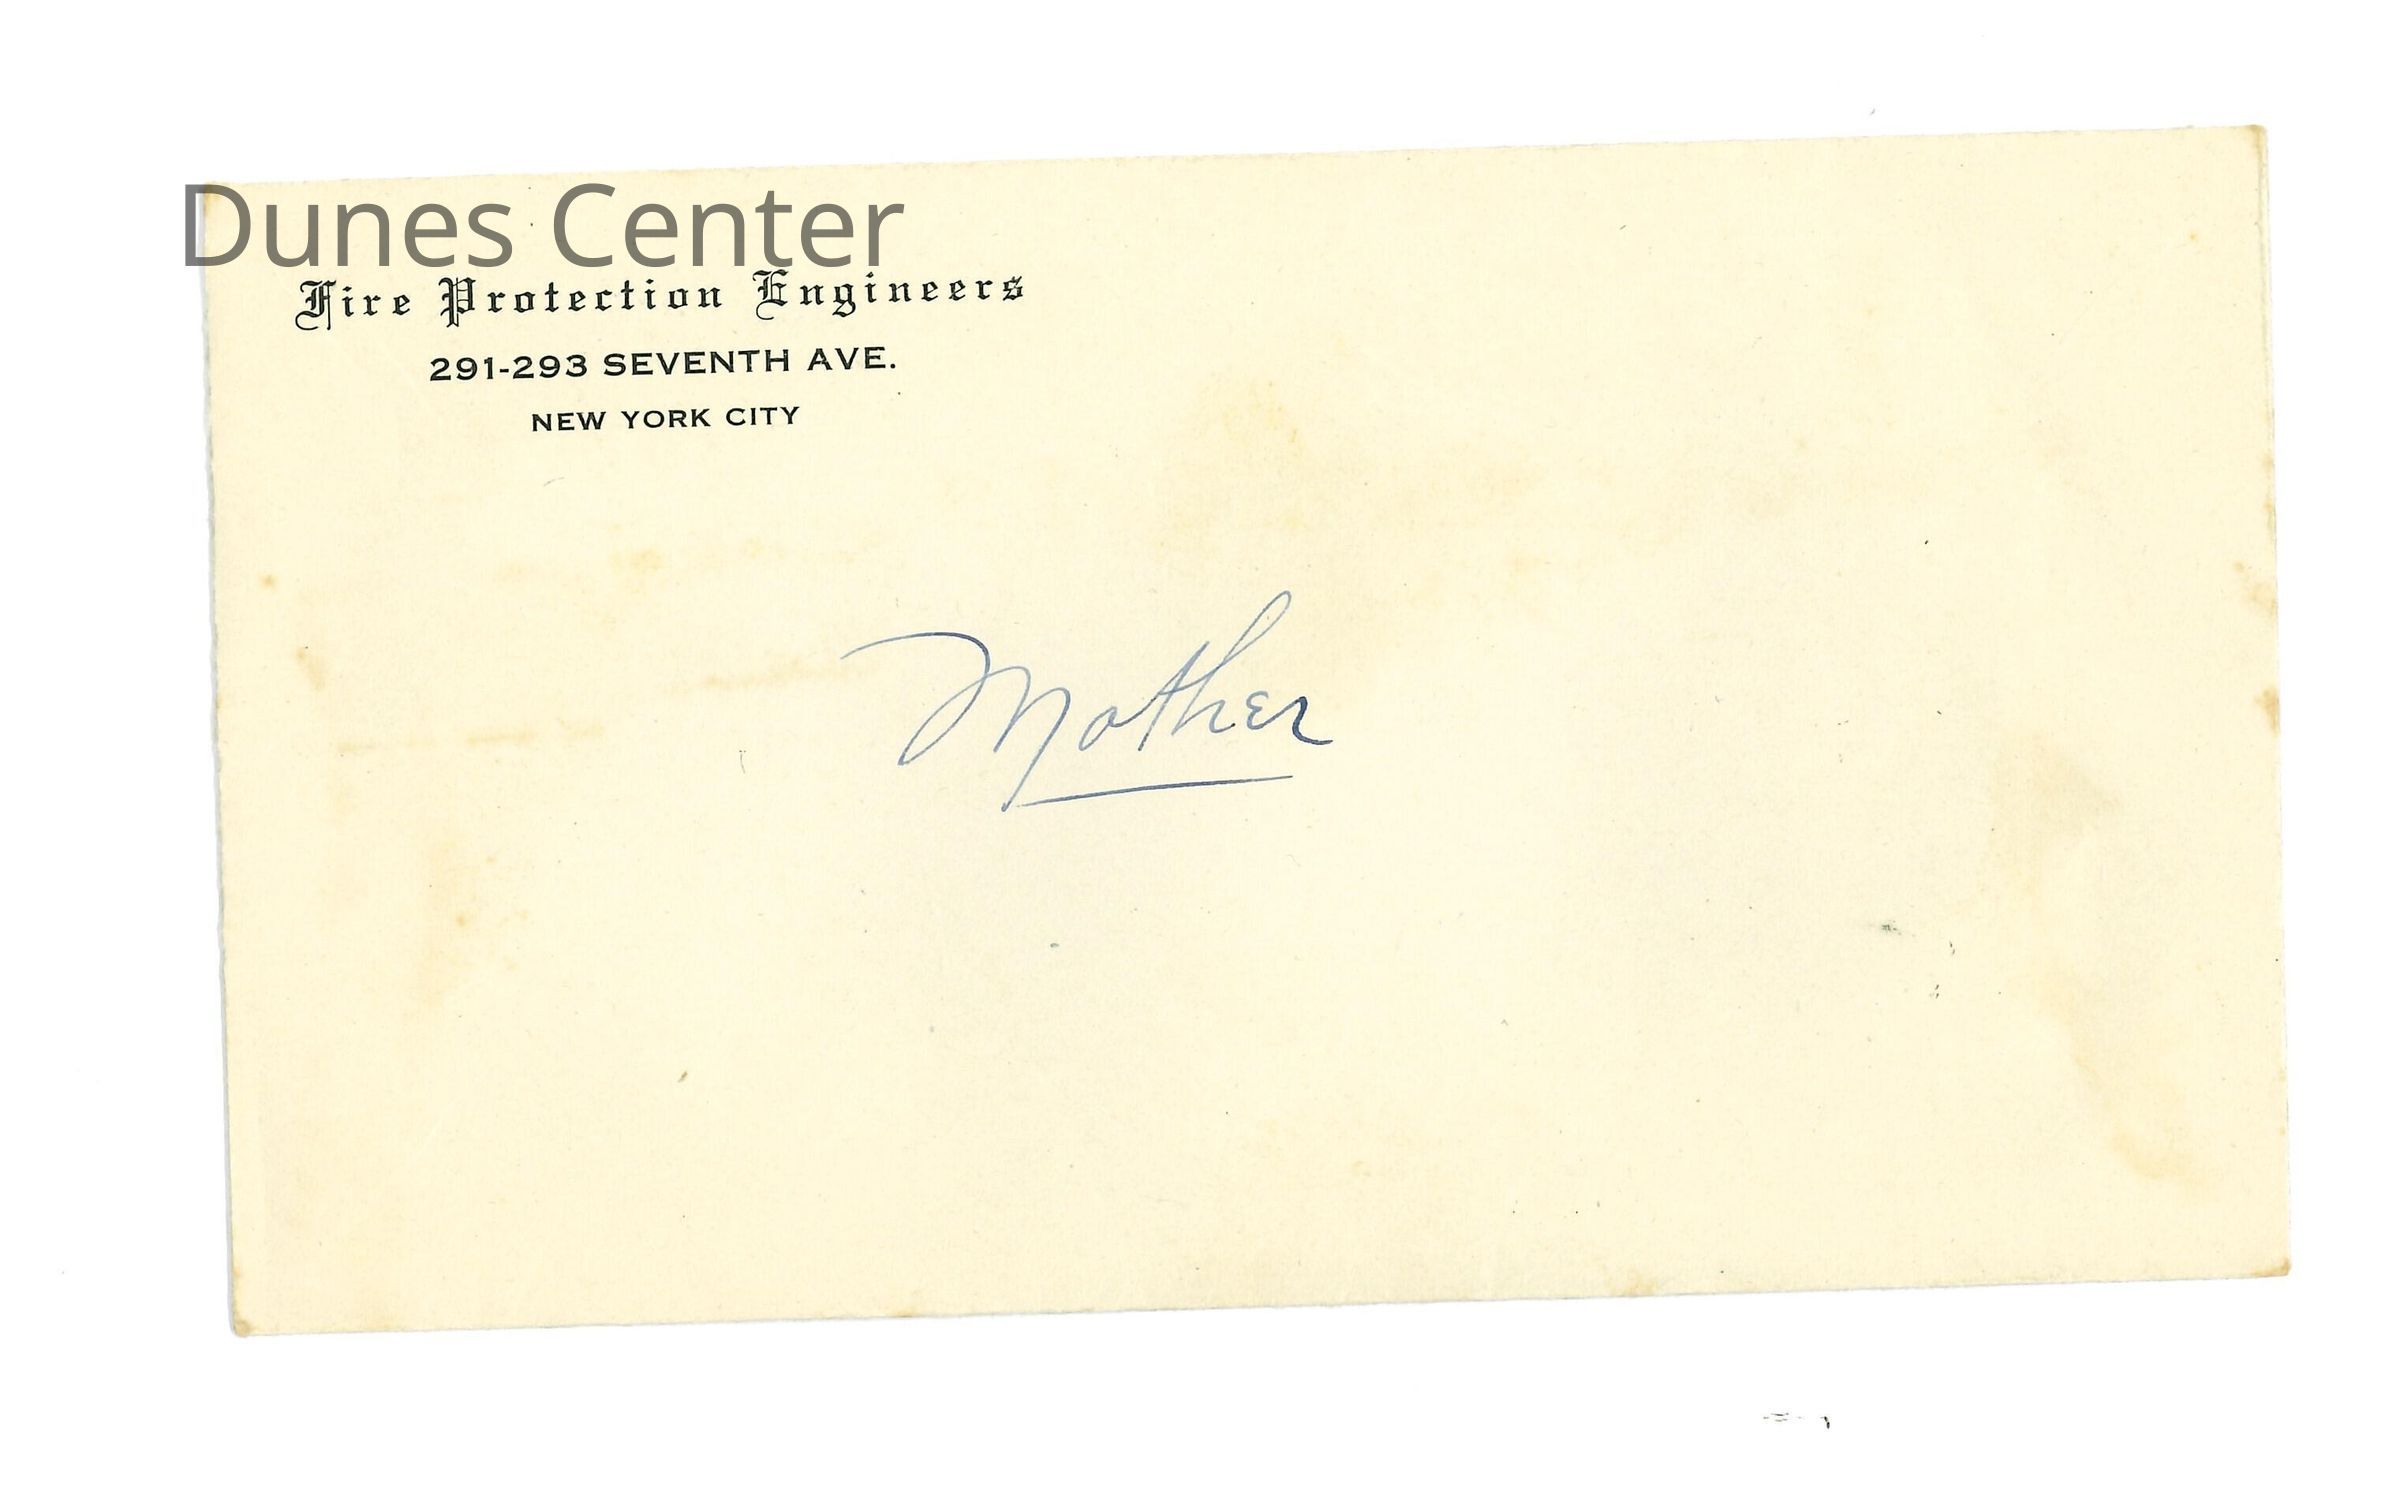 Dunes Center
Fire Protection Engineers
291-293 SEVENTH AVE.
NEW YORK CITY
Mother